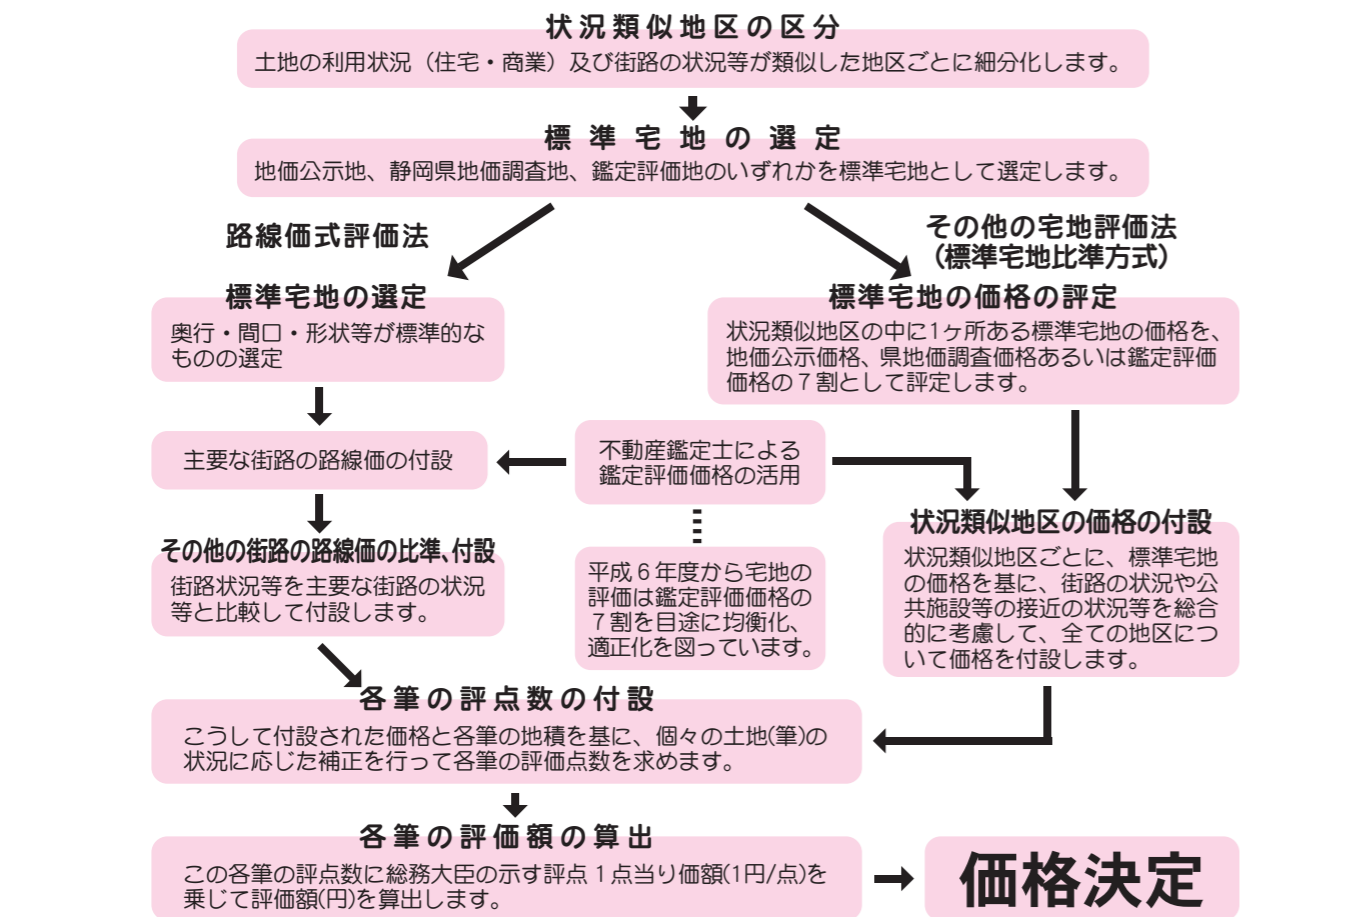 状況類似地区の区分
土地の利用状況（住宅・商業）及び街路の状況等が類似した地区ごとに細分化します。
標準宅地の選定
地価公示地、静岡県地価調査地、鑑定評価地のいずれかを標準宅地として選定します。
路線価式評価法
標準宅地の選定
奥行・間口・形状等が標準的な
ものの選定
主要な街路の路線価の付設
その他の街路の路線価の比準、付設
街路状況等を主要な街路の状況
等と比較して付設します。
不動産鑑定士による
鑑定評価価格の活用
平成６年度から宅地の
評価は鑑定評価価格の
７割を目途に均衡化、
適正化を図っています。
その他の宅地評価法
（標準宅地比準方式）
標準宅地の価格の評定
状況類似地区の中に1ヶ所ある標準宅地の価格を、
地価公示価格、県地価調査価格あるいは鑑定評価
価格の７割として評定します。
状況類似地区の価格の付設
状況類似地区ごとに、標準宅地
の価格を基に、街路の状況や公
共施設等の接近の状況等を総合
的に考慮して、全ての地区につ
いて価格を付設します。
各筆の評点数の付設
こうして付設された価格と各筆の地積を基に、個々の土地(筆)の
状況に応じた補正を行って各筆の評価点数を求めます。
各筆の評価額の算出
この各筆の評点数に総務大臣の示す評点１点当り価額(1円/点)を
乗じて評価額(円)を算出します。
価格決定